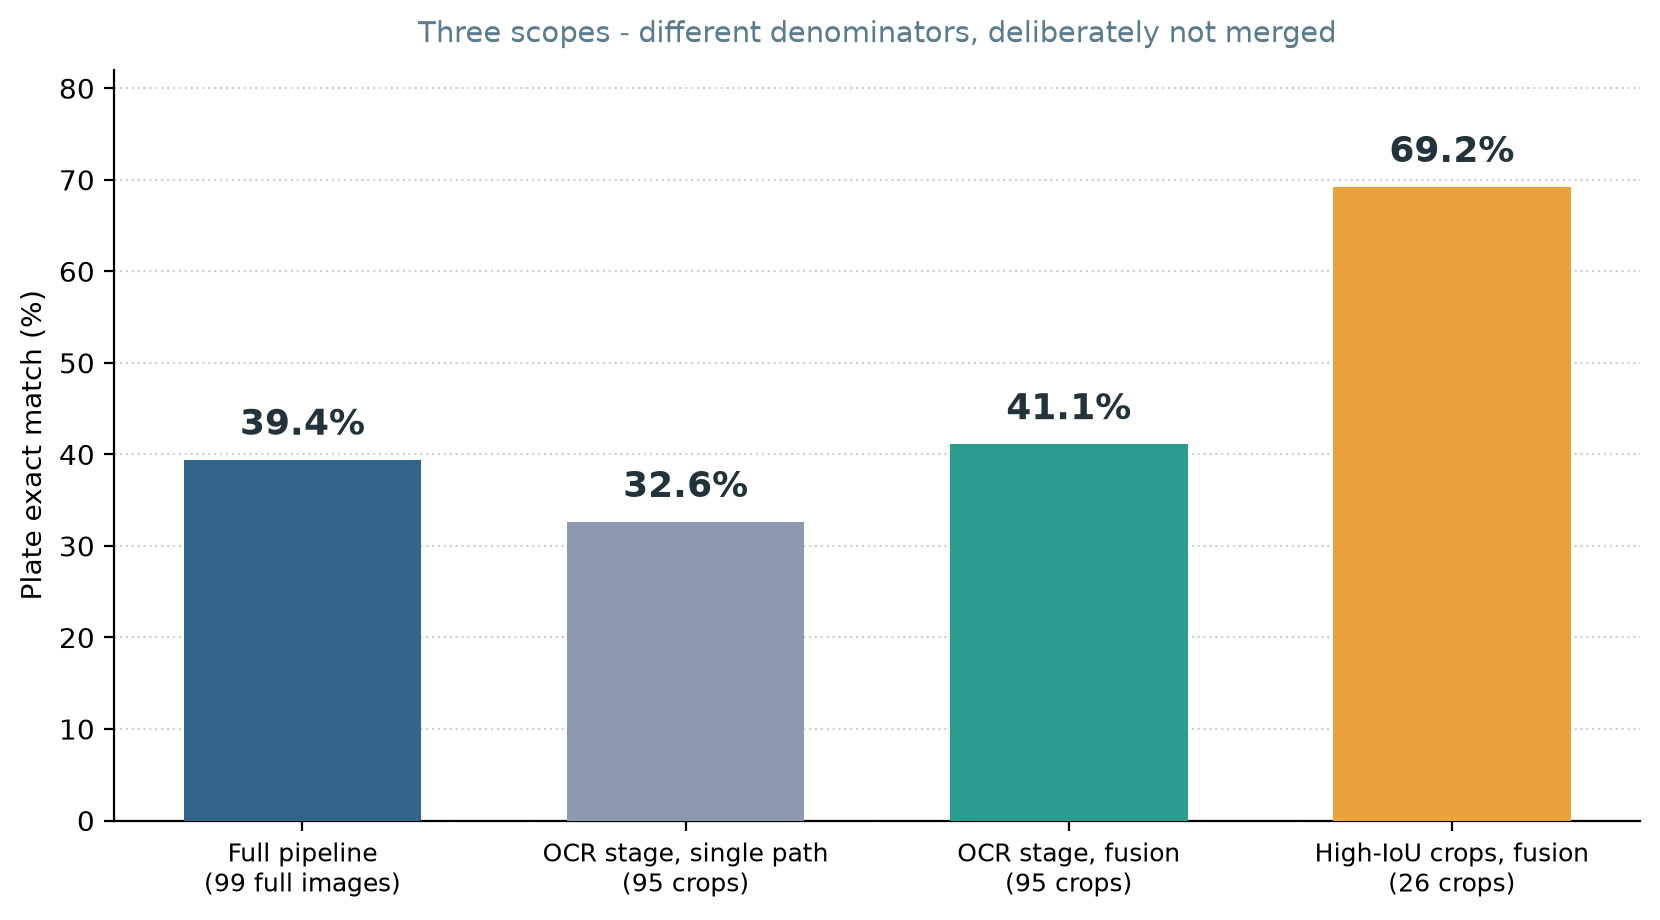 Three scopes - different denominators, deliberately not merged
Plate exact match (%)
80
70
60
50
40
30
20
10
0
39.4%
32.6%
41.1%
69.2%
Full pipeline
(99 full images)
OCR stage, single path
(95 crops)
OCR stage, fusion
(95 crops)
High-IoU crops, fusion
(26 crops)